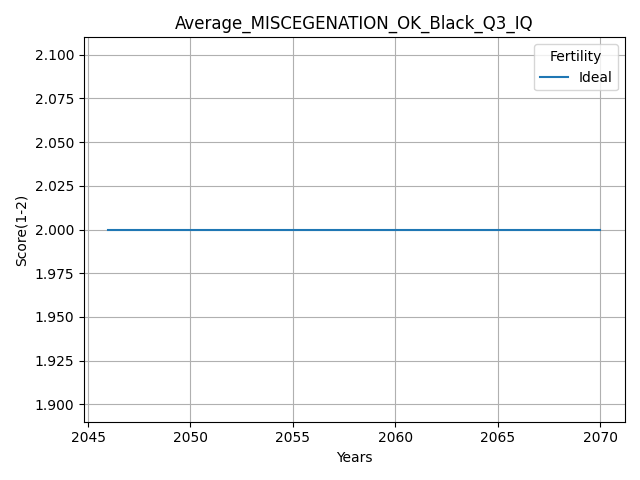 Average_MISCEGENATION_OK_Black_Q3_IQ
Fertility
Ideal
2.100
2.075
2.050
2.025
2.000
1.975
1.950
1.925
1.900
Score(1-2)
2045 2050 2055 2060 2065 2070
Years